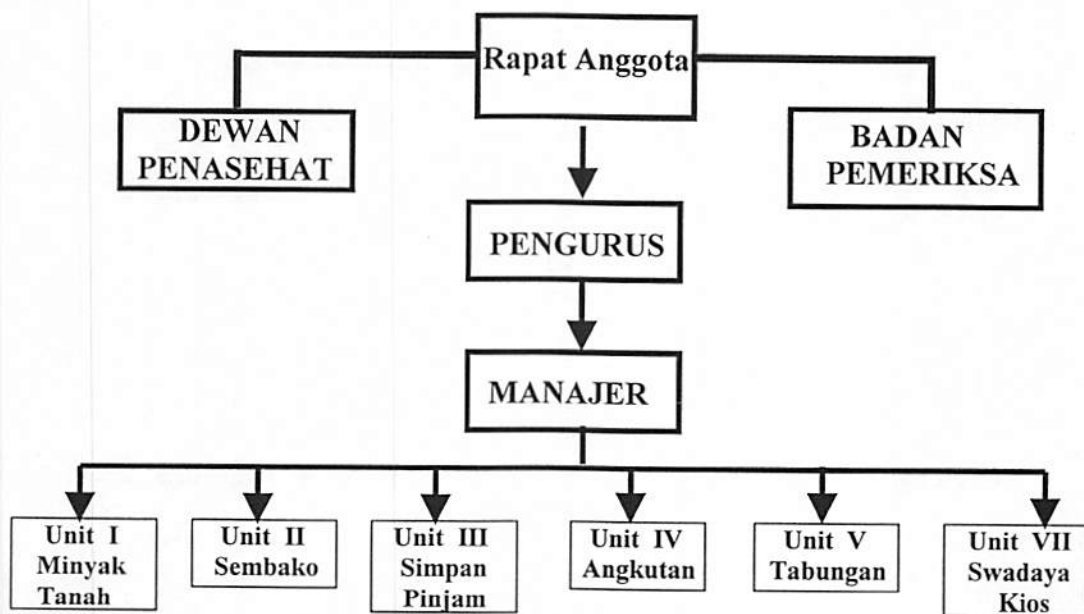 Rapat Anggota
DEWAN
PENASEHAT
BADAN
PEMERIKSA
PENGURUS
MANAJER
Unit I
Minyak
Tanah
Unit II
Sembako
Unit III
Simpan
Pinjam
Unit IV
Angkutan
Unit V
Tabungan
Unit VII
Swadaya
Kios